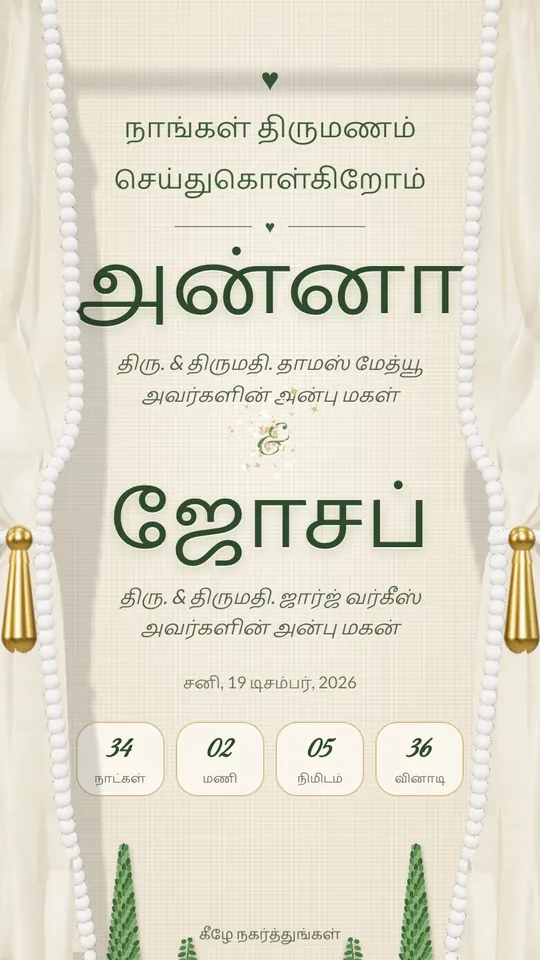 நாங்கள் திருமணம்
செய்துகொள்கிறோம்
அன்னா
திரு. & திருமதி. தாமஸ் மேத்யூ
அவர்களின் அன்பு மகள்
&
ஜோசப்
திரு. & திருமதி. ஜார்ஜ் வர்கீஸ்
அவர்களின் அன்பு மகன்
சனி, 19 டிசம்பர், 2026
34 02 05 36
நாட்கள் மணி நிமிடம் வினாடி
கீழே நகர்த்துங்கள்